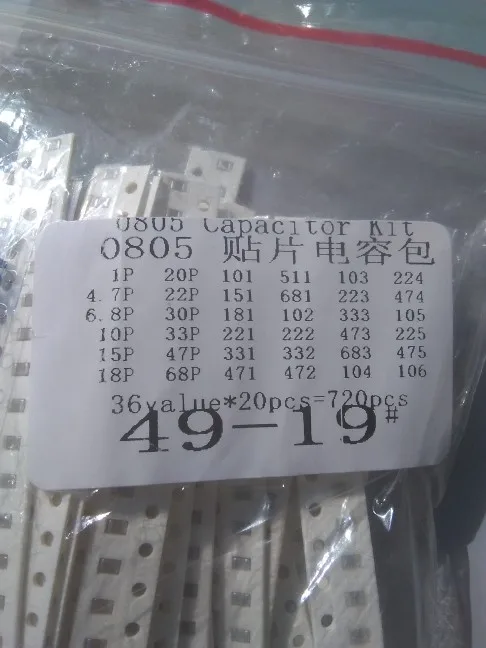 0805 Capacitor Kit
0805 贴片电容包
1P 20P 101 511 103 224
4.7P 22P 151 681 223 474
6.8P 30P 181 102 333 105
10P 33P 221 222 473 225
15P 47P 331 332 683 475
18P 68P 471 472 104 106
36value*20pcs=720pcs
49-19#